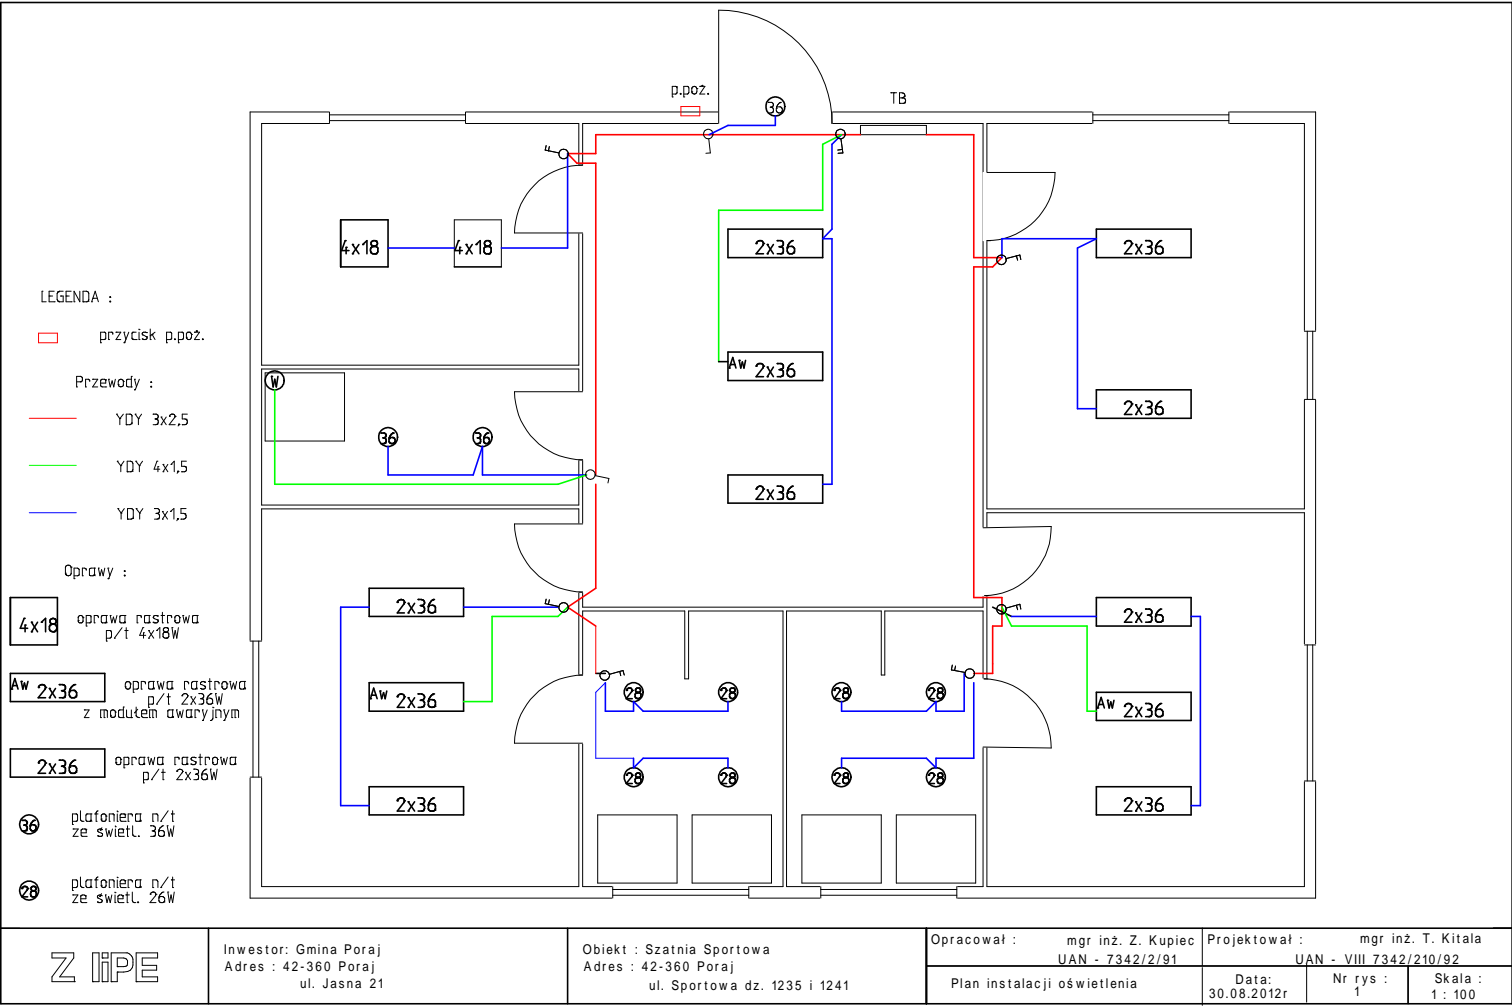 p.poż.
36
TB
4x18
4x18
2x36
2x36
Aw 2x36
2x36
2x36
W
36
36
2x36
Aw 2x36
2x36
28
28
28
28
28
28
28
28
2x36
Aw 2x36
2x36
LEGENDA :
przycisk p.poż.
Przewody :
YDY 3x2,5
YDY 4x1,5
YDY 3x1,5
Oprawy :
4x18
oprawa rastrowa
p/t 4x18W
Aw 2x36
oprawa rastrowa
p/t 2x36W
z modułem awaryjnym
2x36
oprawa rastrowa
p/t 2x36W
36
plafoniera n/t
ze świetl. 36W
28
plafoniera n/t
ze świetl. 26W
Z IiPE
Inwestor: Gmina Poraj
Adres : 42-360 Poraj
ul. Jasna 21
Obiekt : Szatnia Sportowa
Adres : 42-360 Poraj
ul. Sportowa dz. 1235 i 1241
Opracował : mgr inż. Z. Kupiec
UAN - 7342/2/91
Projektował : mgr inż. T. Kitala
UAN - VIII 7342/210/92
Plan instalacji oświetlenia
Data:
30.08.2012r
Nr rys :
1
Skala :
1 : 100